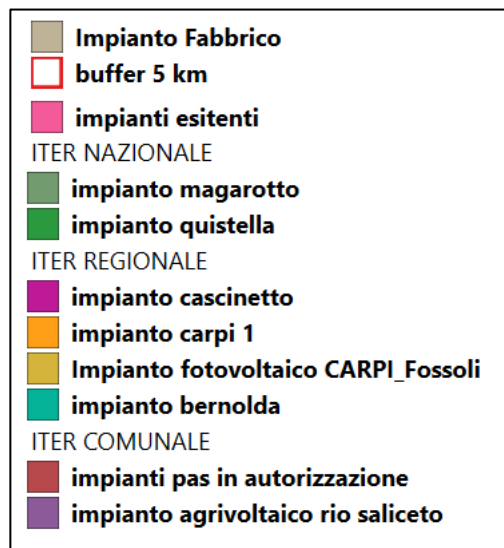 Impianto Fabbrico
buffer 5 km
impianti esitenti
ITER NAZIONALE
impianto magarotto
impianto quistella
ITER REGIONALE
impianto cascinetto
impianto carpi 1
Impianto fotovoltaico CARPI_Fossoli
impianto bernolda
ITER COMUNALE
impianti pas in autorizzazione
impianto agrivoltaico rio saliceto